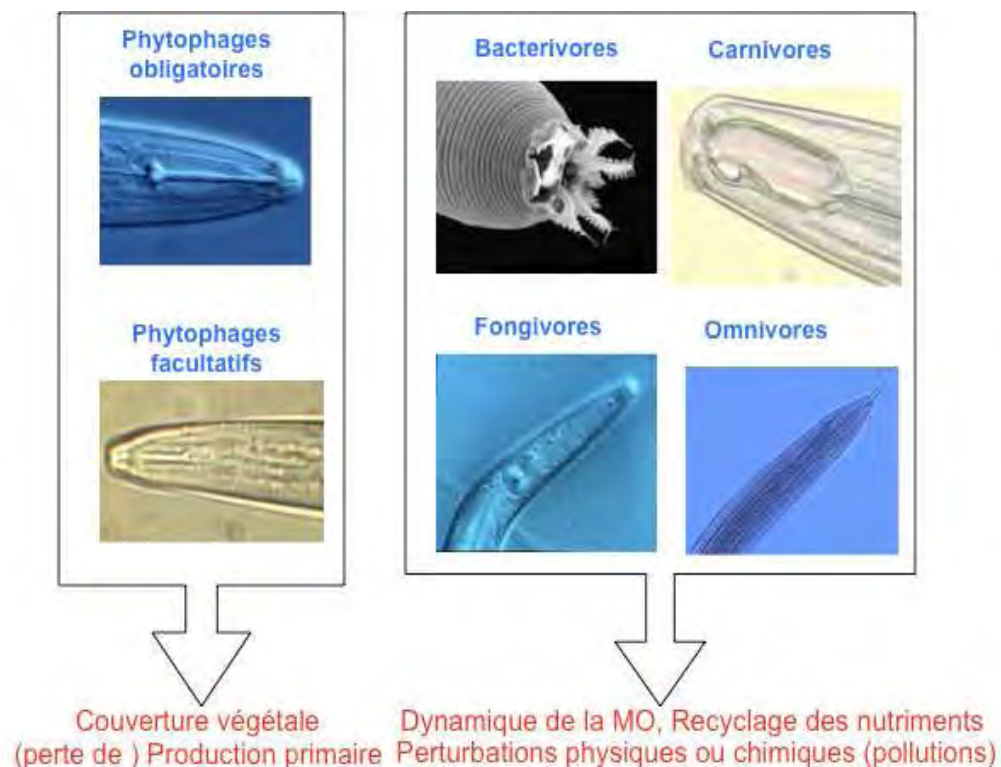 Phytophages
obligatoires
Bacterivores
Carnivores
Phytophages
facultatifs
Fongivores
Omnivores
Couverture végétale
(perte de ) Production primaire
Dynamique de la MO, Recyclage des nutriments
Perturbations physiques ou chimiques (pollutions)